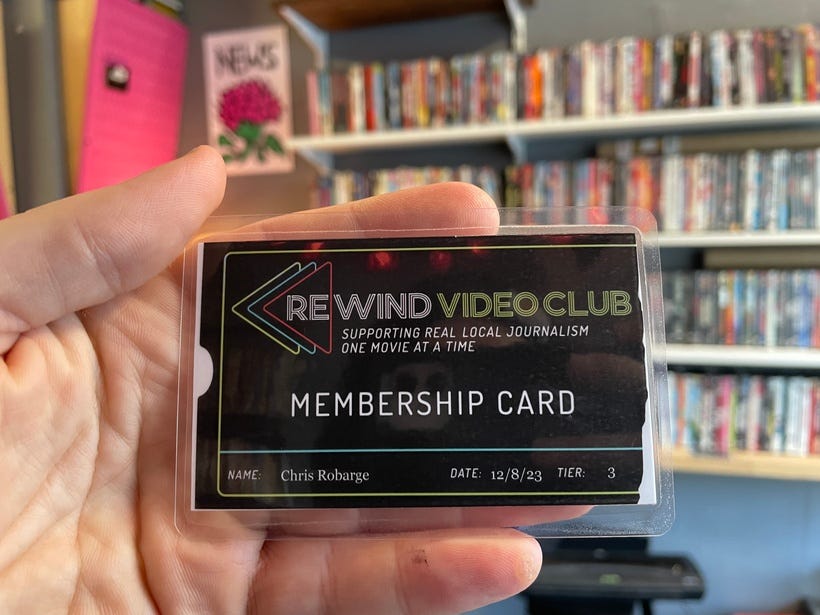 NEWS
REWIND VIDEO CLUB
SUPPORTING REAL LOCAL JOURNALISM
ONE MOVIE AT A TIME
MEMBERSHIP CARD
NAME: Chris Robarge DATE: 12/8/23 TIER: 3